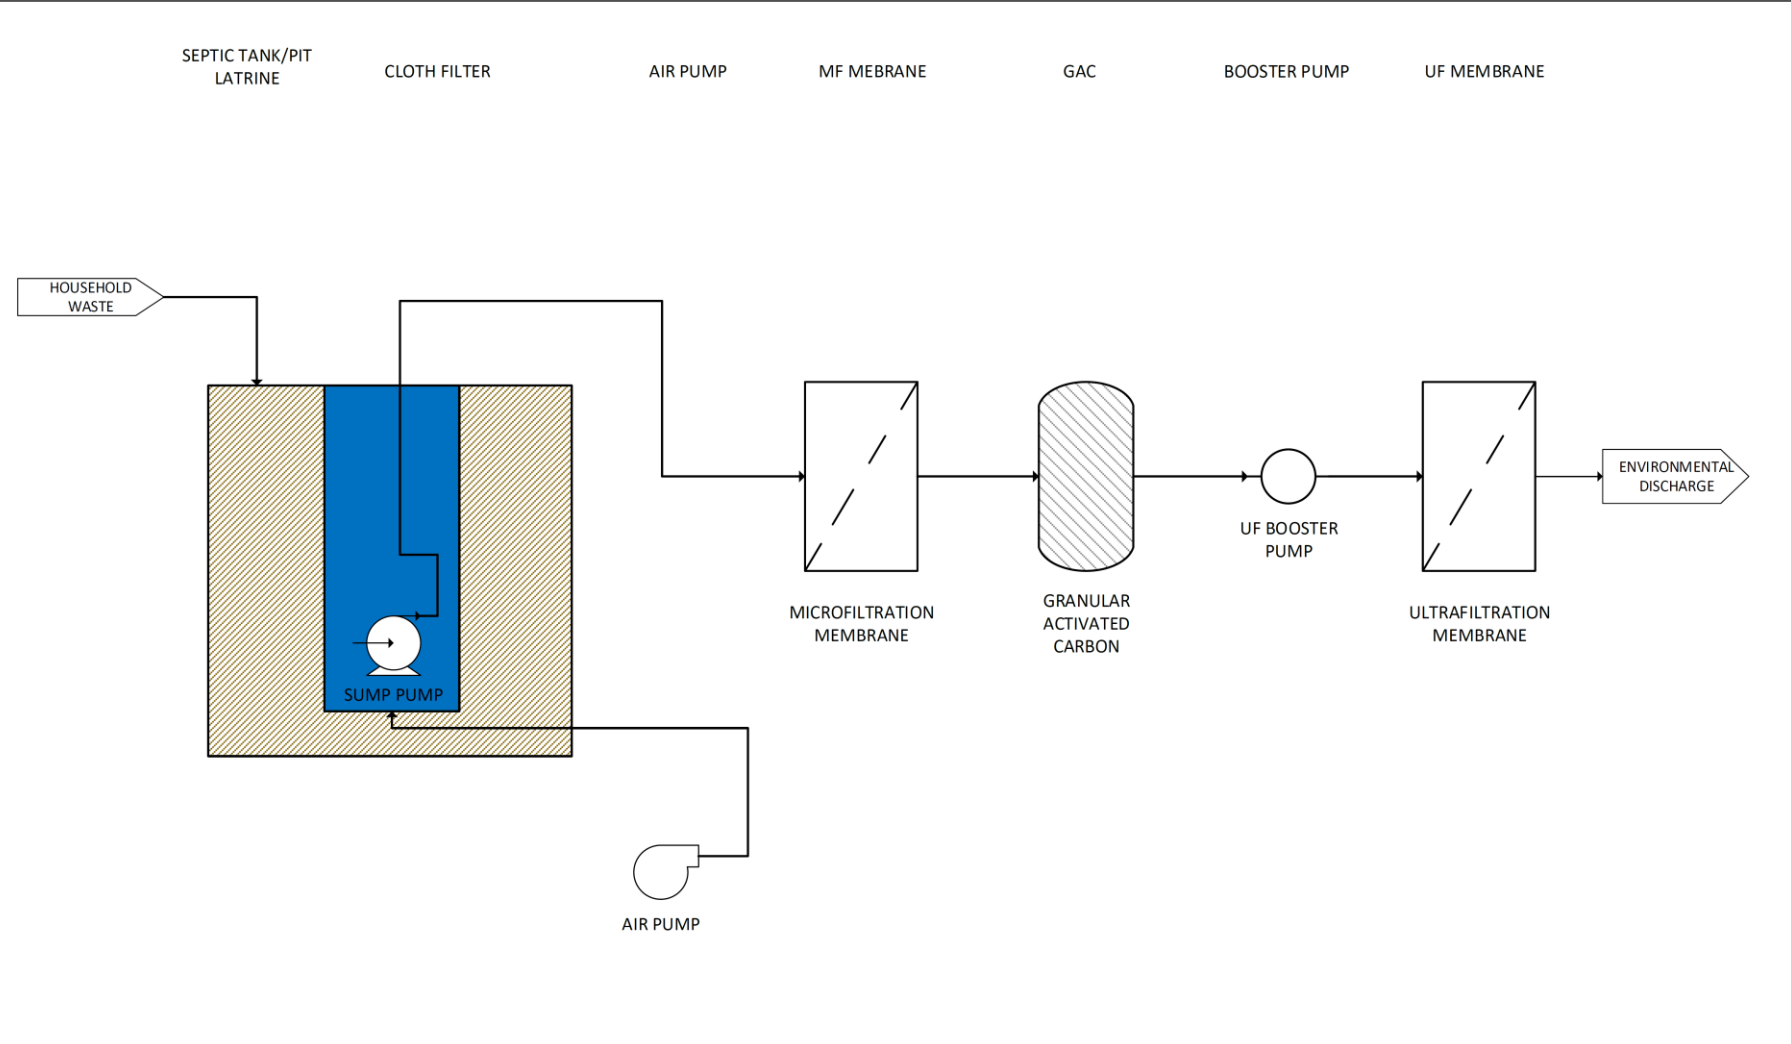 SEPTIC TANK/PIT
LATRINE
CLOTH FILTER
AIR PUMP
MF MEBRANE
GAC
BOOSTER PUMP
UF MEMBRANE
HOUSEHOLD
WASTE
SUMP PUMP
AIR PUMP
MICROFILTRATION
MEMBRANE
GRANULAR
ACTIVATED
CARBON
UF BOOSTER
PUMP
ULTRAFILTRATION
MEMBRANE
ENVIRONMENTAL
DISCHARGE